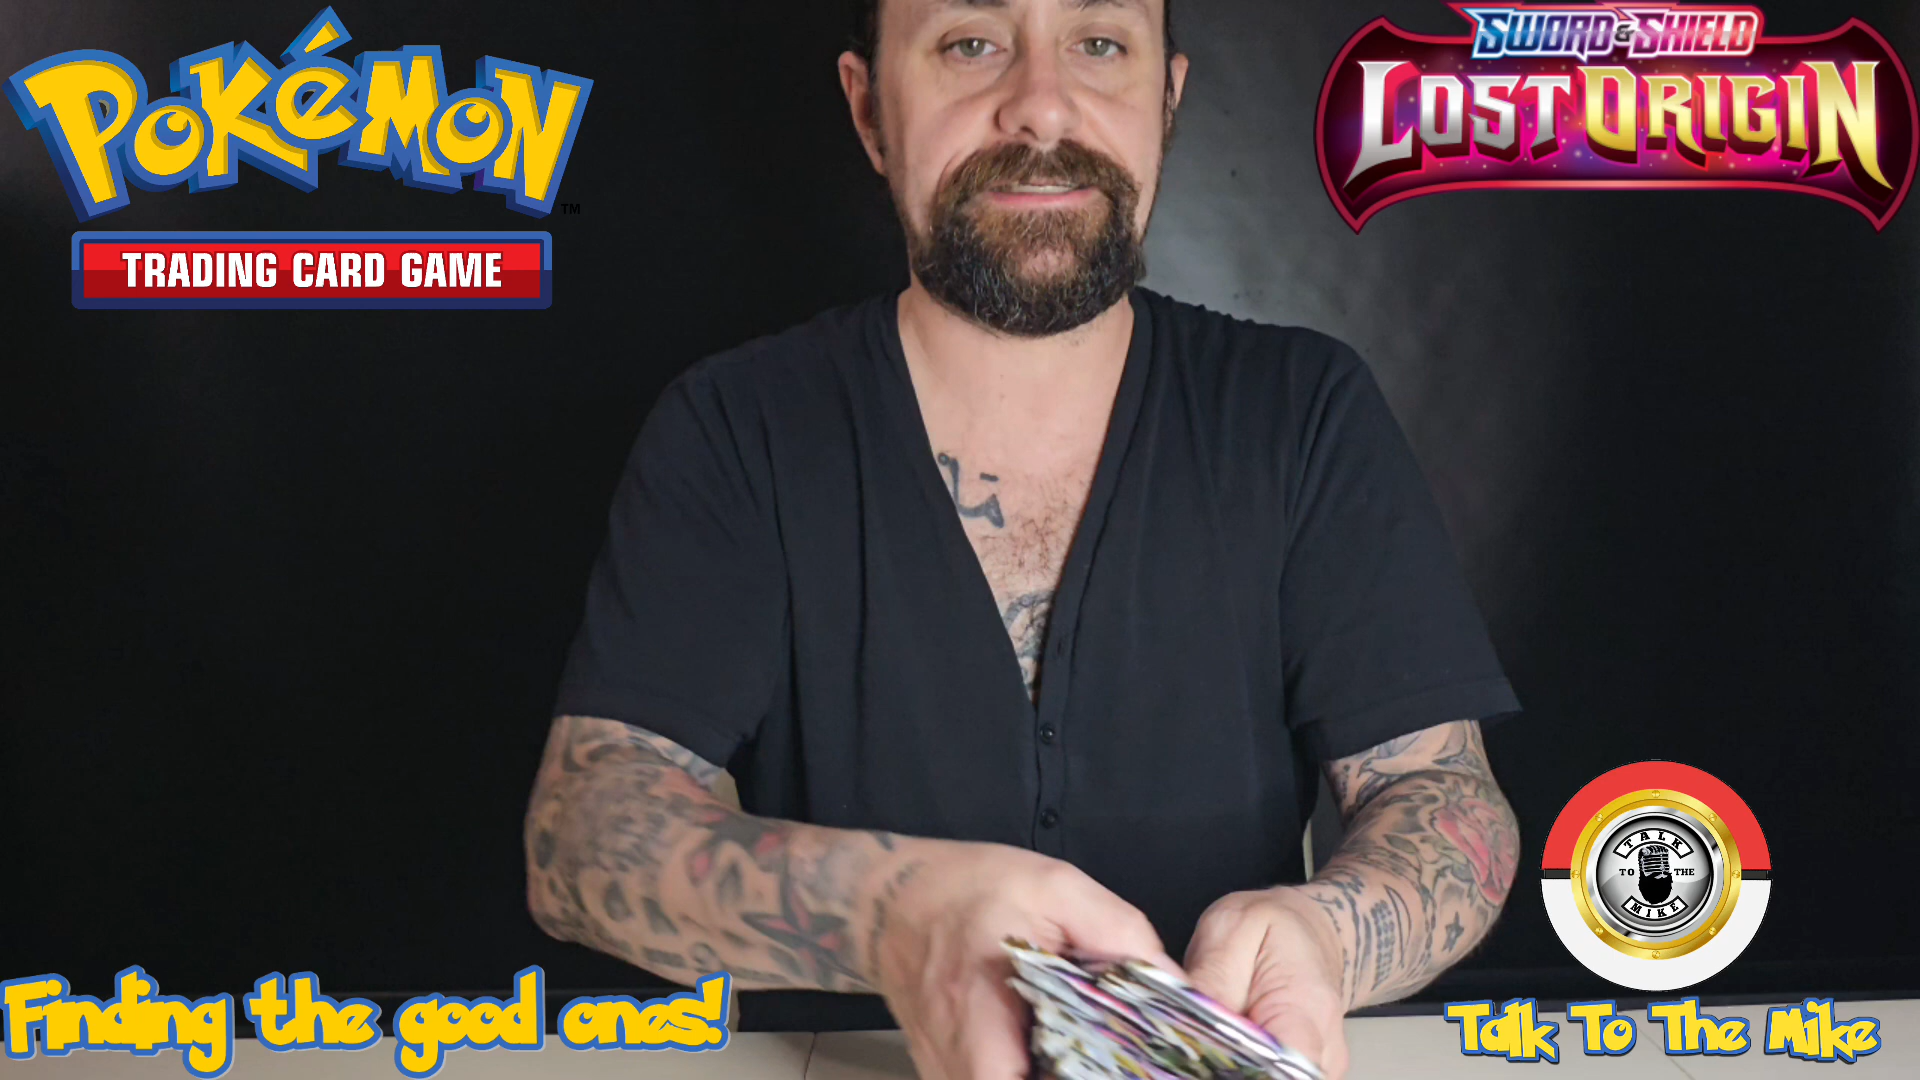 POKéMON
TM
TRADING CARD GAME
SWORD & SHIELD
LOST ORIGIN
TALK
TO THE
MIKE
Finding the good ones!
Talk To The Mike